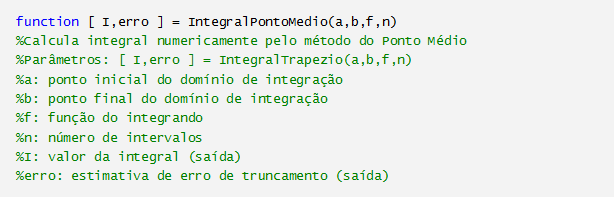 function [ I,erro ] = IntegralPontoMedio(a,b,f,n)
%Calcula integral numericamente pelo método do Ponto Médio
%Parâmetros: [ I,erro ] = IntegralTrapezio(a,b,f,n)
%a: ponto inicial do domínio de integração
%b: ponto final do domínio de integração
%f: função do integrando
%n: número de intervalos
%I: valor da integral (saída)
%erro: estimativa de erro de truncamento (saída)